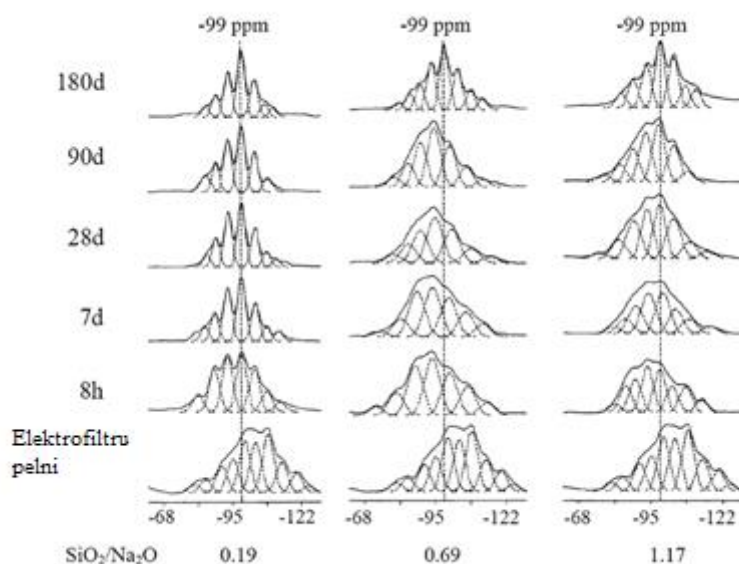 -99 ppm -99 ppm -99 ppm
180d
90d
28d
7d
8h
Elektrofiltru
pelni
-68 -95 -122 -68 -95 -122 -68 -95 -122
SiO₂/Na₂O 0.19 0.69 1.17